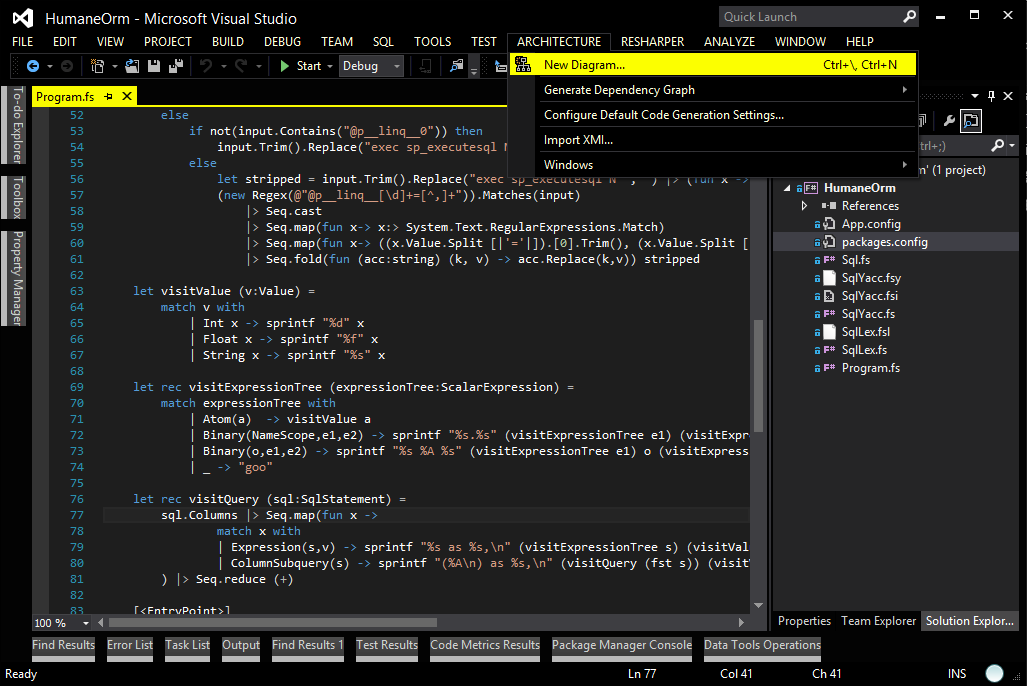 HumaneOrm - Microsoft Visual Studio
Quick Launch
FILE EDIT VIEW PROJECT BUILD DEBUG TEAM SQL TOOLS TEST ARCHITECTURE RESHARPER ANALYZE WINDOW HELP
Start Debug
New Diagram... Ctrl+\, Ctrl+N
Generate Dependency Graph
Configure Default Code Generation Settings...
Import XMI...
Windows
To-do Explorer
Toolbox
Property Manager
Program.fs
52 else
53 if not(input.Contains("@p__linq__0")) then
54 input.Trim().Replace("exec sp_executesql
55 else
56 let stripped = input.Trim().Replace("exec sp_executesql N'", "") |> (fun x ->
57 (new Regex(@"@p__linq__[\d]+=[^,]+")).Matches(input)
58 |> Seq.cast
59 |> Seq.map(fun x-> x:> System.Text.RegularExpressions.Match)
60 |> Seq.map(fun x-> ((x.Value.Split [|'='|]).[0].Trim(), (x.Value.Split [
61 |> Seq.fold(fun (acc:string) (k, v) -> acc.Replace(k,v)) stripped
62
63 let visitValue (v:Value) =
64 match v with
65 | Int x -> sprintf "%d" x
66 | Float x -> sprintf "%f" x
67 | String x -> sprintf "%s" x
68
69 let rec visitExpressionTree (expressionTree:ScalarExpression) =
70 match expressionTree with
71 | Atom(a) -> visitValue a
72 | Binary(NameScope,e1,e2) -> sprintf "%s.%s" (visitExpressionTree e1) (visitExpr
73 | Binary(o,e1,e2) -> sprintf "%s %A %s" (visitExpressionTree e1) o (visitExpress
74 | _ -> "goo"
75
76 let rec visitQuery (sql:SqlStatement) =
77 sql.Columns |> Seq.map(fun x ->
78 match x with
79 | Expression(s,v) -> sprintf "%s as %s,\n" (visitExpressionTree s) (visitVal
80 | ColumnSubquery(s) -> sprintf "(%A\n) as %s,\n" (visitQuery (fst s)) (visit
81 ) |> Seq.reduce (+)
82
83 [<EntryPoint>]
100 %
trl+;)
m' (1 project)
HumaneOrm
References
App.config
packages.config
Sql.fs
SqlYacc.fsy
SqlYacc.fsi
SqlYacc.fs
SqlLex.fsl
SqlLex.fs
Program.fs
Properties Team Explorer Solution Explor...
Find Results Error List Task List Output Find Results 1 Test Results Code Metrics Results Package Manager Console Data Tools Operations
Ready Ln 77 Col 41 Ch 41 INS